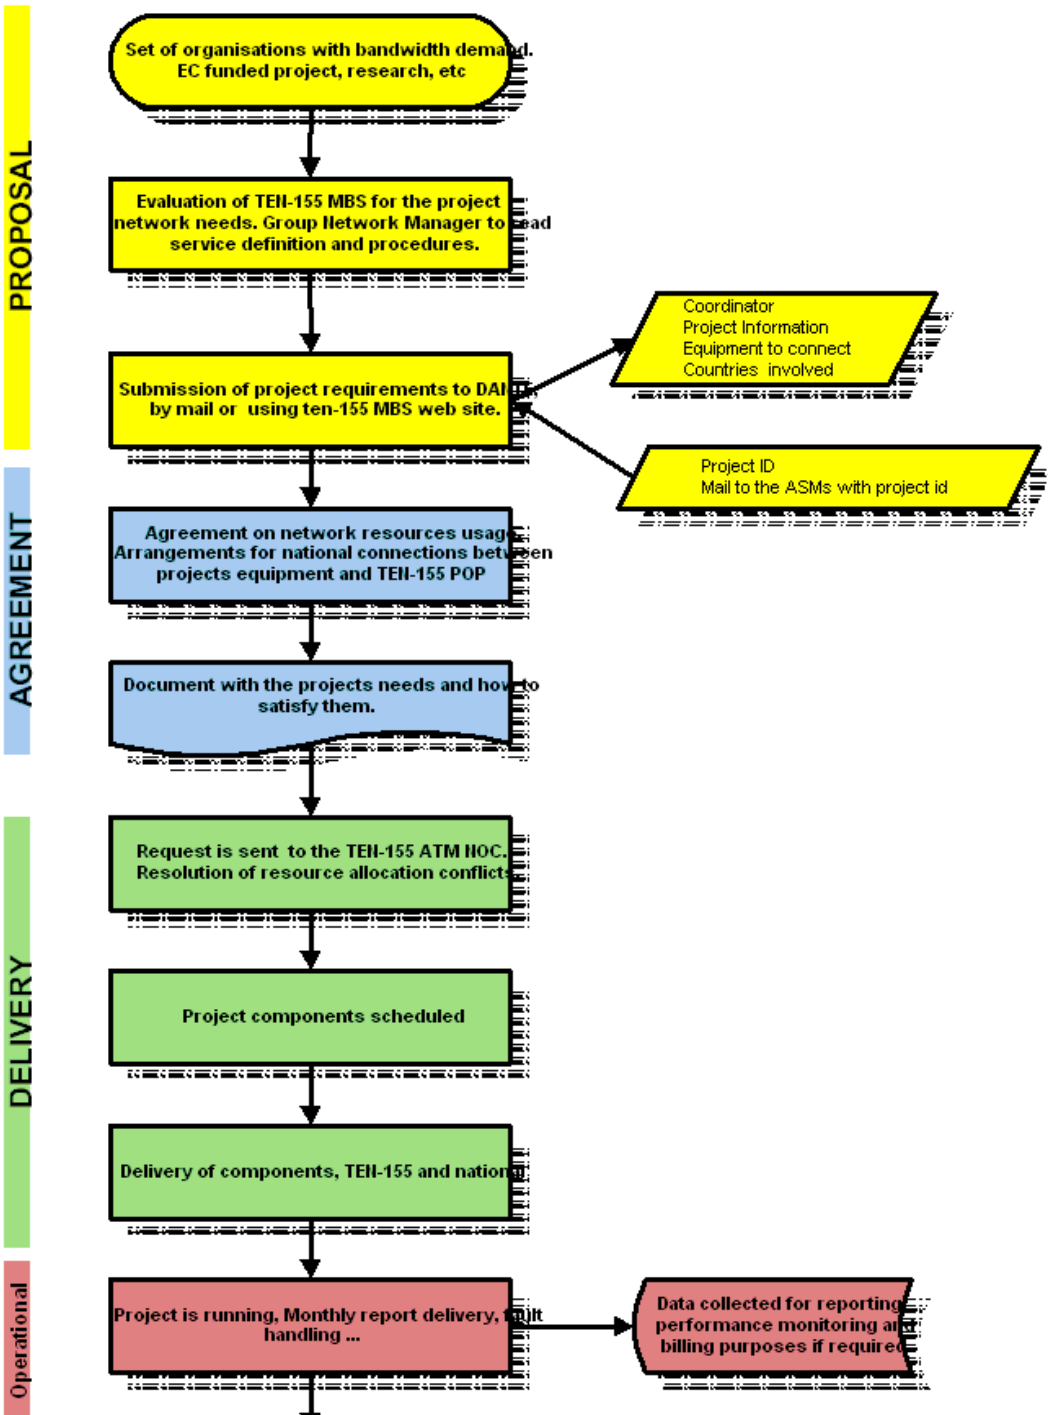 PROPOSAL
Set of organisations with bandwidth demand.
EC funded project, research, etc
Evaluation of TEN-155 MBS for the project
network needs. Group Network Manager to read
service definition and procedures.
Submission of project requirements to DANTE,
by mail or using ten-155 MBS web site.
Coordinator
Project Information
Equipment to connect
Countries involved
Project ID
Mail to the ASMs with project id
AGREEMENT
Agreement on network resources usage
Arrangements for national connections between
projects equipment and TEN-155 POP
Document with the projects needs and how to
satisfy them.
DELIVERY
Request is sent to the TEN-155 ATM NOC.
Resolution of resource allocation conflicts
Project components scheduled
Delivery of components, TEN-155 and national
Operational
Project is running, Monthly report delivery, fault
handling ...
Data collected for reporting
performance monitoring and
billing purposes if required